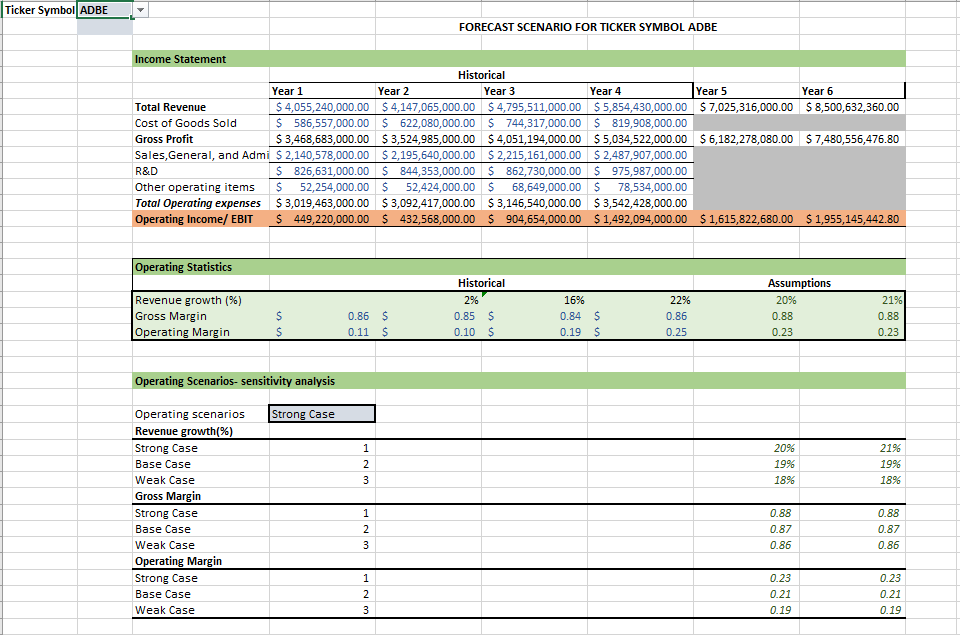 Ticker Symbol ADBE
FORECAST SCENARIO FOR TICKER SYMBOL ADBE
Income Statement
Historical
Year 1 Year 2 Year 3 Year 4 Year 5 Year 6
Total Revenue $ 4,055,240,000.00 $ 4,147,065,000.00 $ 4,795,511,000.00 $ 5,854,430,000.00 $ 7,025,316,000.00 $ 8,500,632,360.00
Cost of Goods Sold $ 586,557,000.00 $ 622,080,000.00 $ 744,317,000.00 $ 819,908,000.00
Gross Profit $ 3,468,683,000.00 $ 3,524,985,000.00 $ 4,051,194,000.00 $ 5,034,522,000.00 $ 6,182,278,080.00 $ 7,480,556,476.80
Sales,General, and Admi $ 2,140,578,000.00 $ 2,195,640,000.00 $ 2,215,161,000.00 $ 2,487,907,000.00
R&D $ 826,631,000.00 $ 844,353,000.00 $ 862,730,000.00 $ 975,987,000.00
Other operating items $ 52,254,000.00 $ 52,424,000.00 $ 68,649,000.00 $ 78,534,000.00
Total Operating expenses $ 3,019,463,000.00 $ 3,092,417,000.00 $ 3,146,540,000.00 $ 3,542,428,000.00
Operating Income/ EBIT $ 449,220,000.00 $ 432,568,000.00 $ 904,654,000.00 $ 1,492,094,000.00 $ 1,615,822,680.00 $ 1,955,145,442.80
Operating Statistics
Historical Assumptions
Revenue growth (%) 2% 16% 22% 20% 21%
Gross Margin $ 0.86 $ 0.85 $ 0.84 $ 0.86 0.88 0.88
Operating Margin $ 0.11 $ 0.10 $ 0.19 $ 0.25 0.23 0.23
Operating Scenarios- sensitivity analysis
Operating scenarios Strong Case
Revenue growth(%)
Strong Case 1 20% 21%
Base Case 2 19% 19%
Weak Case 3 18% 18%
Gross Margin
Strong Case 1 0.88 0.88
Base Case 2 0.87 0.87
Weak Case 3 0.86 0.86
Operating Margin
Strong Case 1 0.23 0.23
Base Case 2 0.21 0.21
Weak Case 3 0.19 0.19